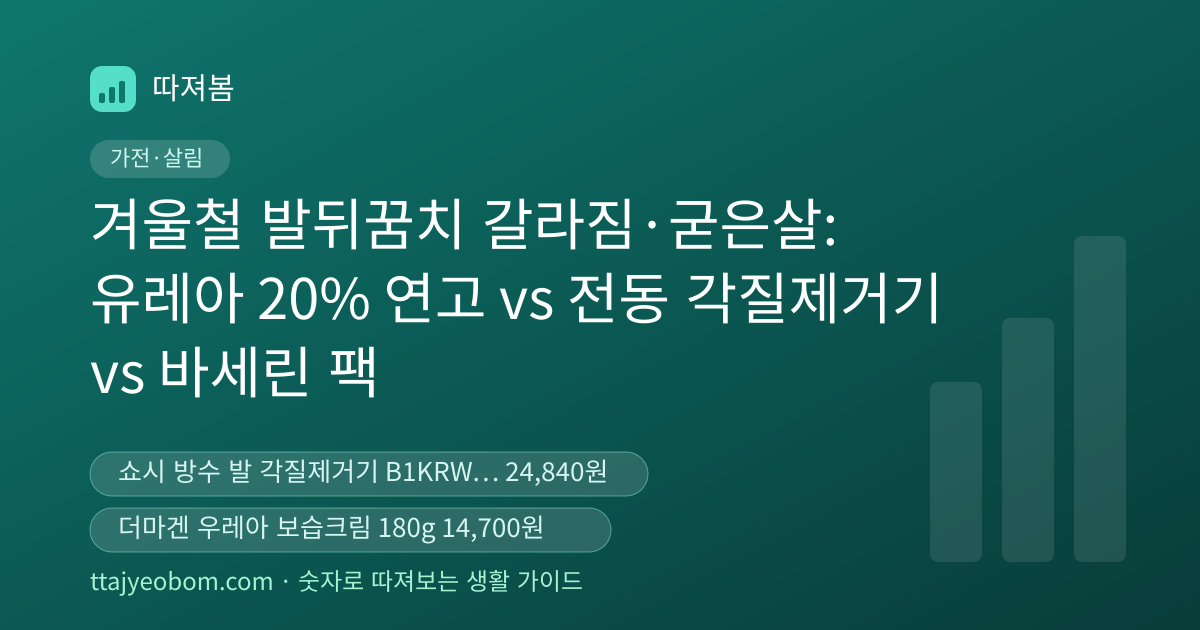 따져봄
가전·살림
겨울철 발뒤꿈치 갈라짐·굳은살:
유레아 20% 연고 vs 전동 각질제거기
vs 바세린 팩
쇼시 방수 발 각질제거기 B1KRW… 24,840원
더마겐 우레아 보습크림 180g 14,700원
ttajyeobom.com · 숫자로 따져보는 생활 가이드